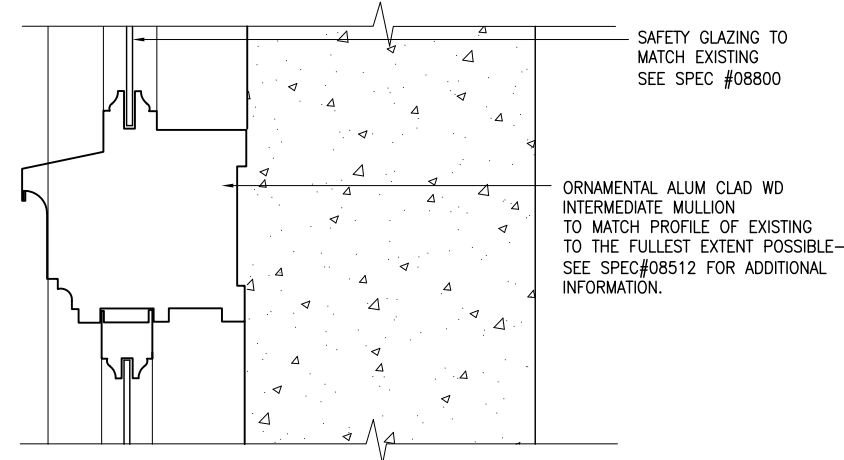 SAFETY GLAZING TO
MATCH EXISTING
SEE SPEC #08800
ORNAMENTAL ALUM CLAD WD
INTERMEDIATE MULLION
TO MATCH PROFILE OF EXISTING
TO THE FULLEST EXTENT POSSIBLE-
SEE SPEC#08512 FOR ADDITIONAL
INFORMATION.